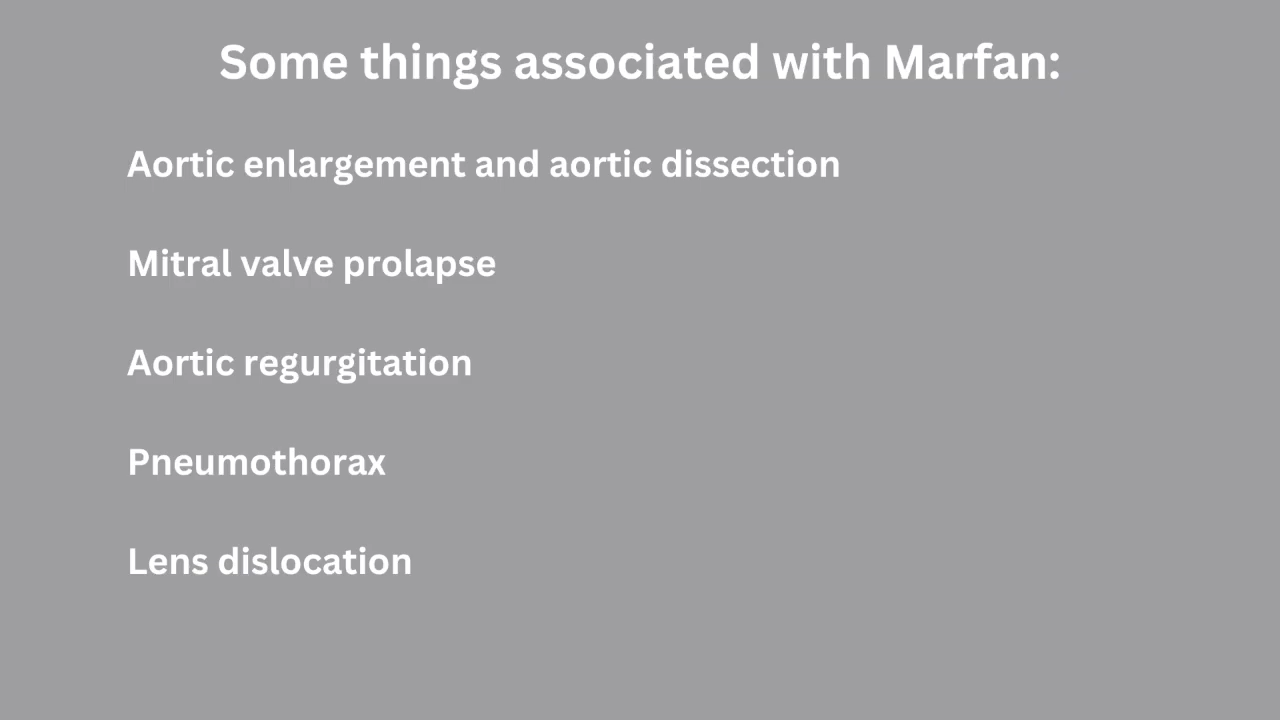 Some things associated with Marfan:
Aortic enlargement and aortic dissection
Mitral valve prolapse
Aortic regurgitation
Pneumothorax
Lens dislocation